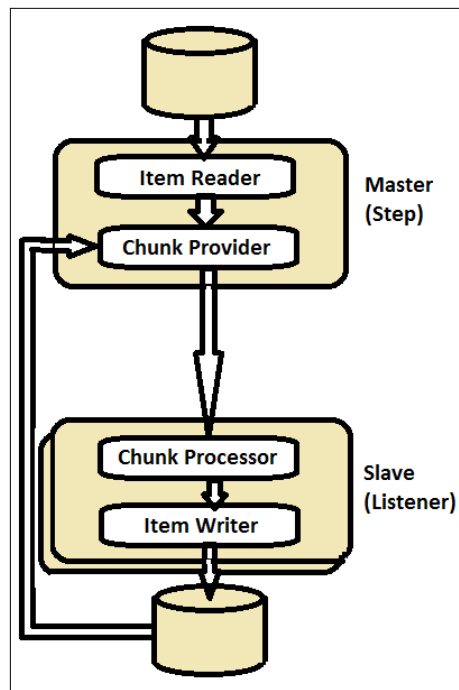 Item Reader
Master
(Step)
Chunk Provider
Chunk Processor
Slave
(Listener)
Item Writer